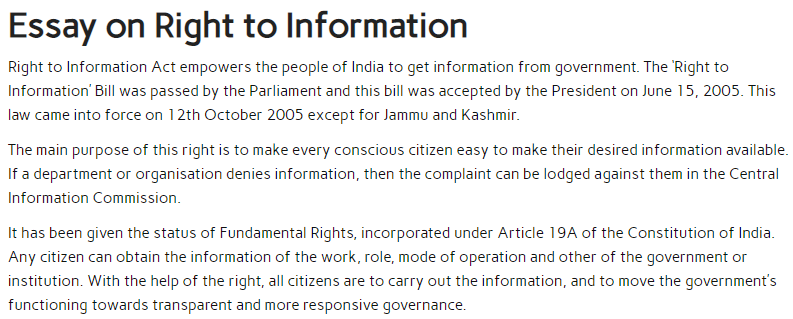 Essay on Right to Information
Right to Information Act empowers the people of India to get information from government. The 'Right to
Information' Bill was passed by the Parliament and this bill was accepted by the President on June 15, 2005. This
law came into force on 12th October 2005 except for Jammu and Kashmir.
The main purpose of this right is to make every conscious citizen easy to make their desired information available.
If a department or organisation denies information, then the complaint can be lodged against them in the Central
Information Commission.
It has been given the status of Fundamental Rights, incorporated under Article 19A of the Constitution of India.
Any citizen can obtain the information of the work, role, mode of operation and other of the government or
institution. With the help of the right, all citizens are to carry out the information, and to move the government's
functioning towards transparent and more responsive governance.